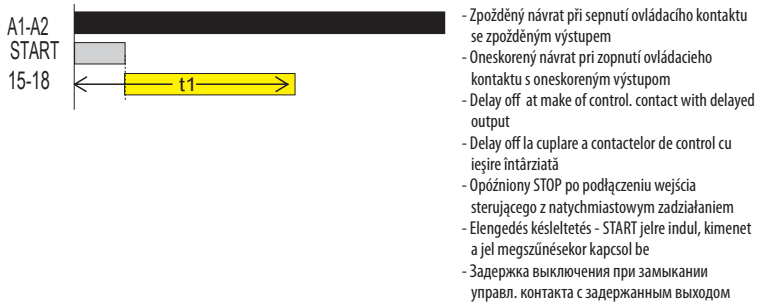 A1-A2
START
15-18
t1
- Zpožděný návrat při sepnutí ovládacího kontaktu
se zpožděným výstupem
- Oneskorený návrat pri zopnutí ovládacieho
kontaktu s oneskoreným výstupom
- Delay off at make of control. contact with delayed
output
- Delay off la cuplare a contactelor de control cu
ieşire întârziată
- Opóźniony STOP po podłączeniu wejścia
sterującego z natychmiastowym zadziałaniem
- Elengedés késleltetés - START jelre indul, kimenet
a jel megszűnésekor kapcsol be
- Задержка выключения при замыкании
управл. контакта с задержанным выходом